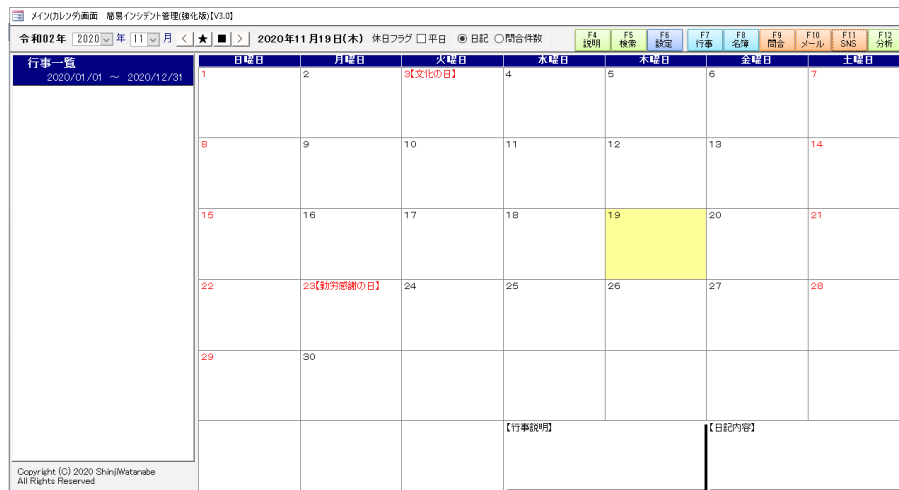 メイン(カレンダ)画面 簡易インシデント管理(強化版)【V3.0】
令和02年 2020 年 11 月 < ★ ■ > 2020年11月19日(木) 休日フラグ 平日 日記 問合件数
F4 説明 F5 検索 F6 設定 F7 行事 F8 名簿 F9 問合 F10 メール F11 SNS F12 分析
行事一覧
2020/01/01 ～ 2020/12/31
日曜日 月曜日 火曜日 水曜日 木曜日 金曜日 土曜日
1 2 3【文化の日】 4 5 6 7
8 9 10 11 12 13 14
15 16 17 18 19 20 21
22 23【勤労感謝の日】 24 25 26 27 28
29 30
【行事説明】 【日記内容】
Copyright (C) 2020 ShinjiWatanabe
All Rights Reserved